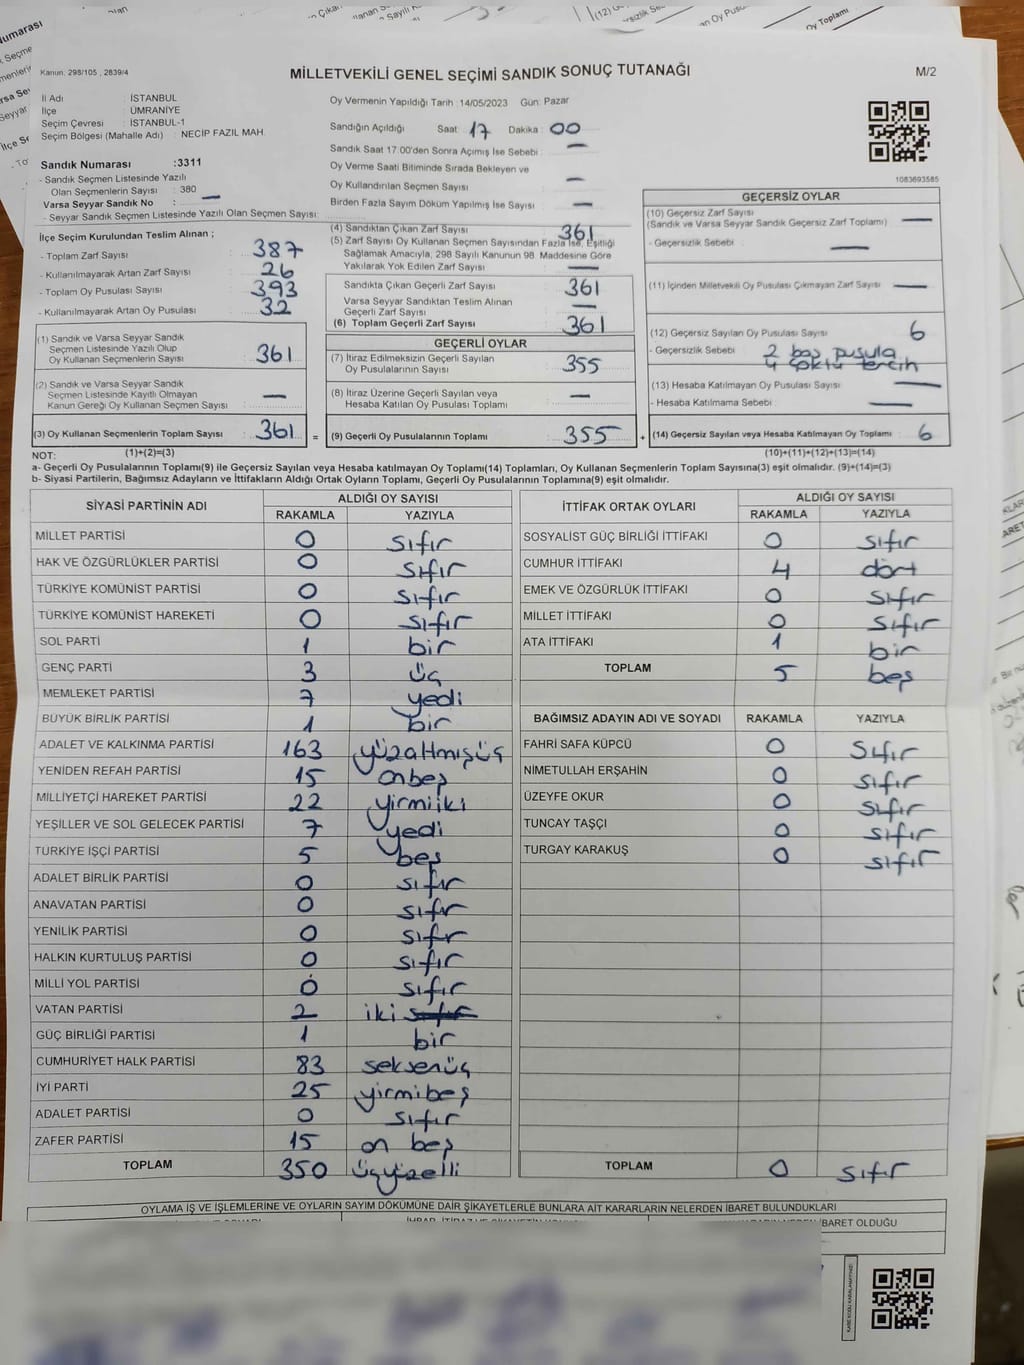 Kanun: 298/105 , 2839/4
MİLLETVEKİLİ GENEL SEÇİMİ SANDIK SONUÇ TUTANAĞI
M/2
İl Adı : İSTANBUL
İlçe : ÜMRANİYE
Seçim Çevresi : İSTANBUL-1
Seçim Bölgesi (Mahalle Adı) : NECİP FAZIL MAH.
Sandık Numarası :3311
- Sandık Seçmen Listesinde Yazılı
Olan Seçmenlerin Sayısı : 380
Varsa Seyyar Sandık No : —
- Seyyar Sandık Seçmen Listesinde Yazılı Olan Seçmen Sayısı:
Oy Vermenin Yapıldığı Tarih :14/05/2023 Gün: Pazar
Sandığın Açıldığı Saat : 17 Dakika : 00
Sandık Saat 17:00'den Sonra Açımış İse Sebebi : —
Oy Verme Saati Bitiminde Sırada Bekleyen ve
Oy Kullandırılan Seçmen Sayısı : —
Birden Fazla Sayım Döküm Yapılmış İse Sayısı : —
1083693585
İlçe Seçim Kurulundan Teslim Alınan ;
- Toplam Zarf Sayısı : 387
- Kullanılmayarak Artan Zarf Sayısı : 26
- Toplam Oy Pusulası Sayısı : 393
- Kullanılmayarak Artan Oy Pusulası : 32
(1) Sandık ve Varsa Seyyar Sandık
Seçmen Listesinde Yazılı Olup
Oy Kullanan Seçmenlerin Sayısı : 361
(2) Sandık ve Varsa Seyyar Sandık
Seçmen Listesinde Kayıtlı Olmayan
Kanun Gereği Oy Kullanan Seçmen Sayısı : —
(3) Oy Kullanan Seçmenlerin Toplam Sayısı : 361 =
(4) Sandıktan Çıkan Zarf Sayısı : 361
(5) Zarf Sayısı Oy Kullanan Seçmen Sayısından Fazla İse, Eşitliği
Sağlamak Amacıyla, 298 Sayılı Kanunun 98. Maddesine Göre
Yakılarak Yok Edilen Zarf Sayısı : —
Sandıkta Çıkan Geçerli Zarf Sayısı : 361
Varsa Seyyar Sandıktan Teslim Alınan
Geçerli Zarf Sayısı : —
(6) Toplam Geçerli Zarf Sayısı : 361
GEÇERLİ OYLAR
(7) İtiraz Edilmeksizin Geçerli Sayılan
Oy Pusulalarının Sayısı : 355
(8) İtiraz Üzerine Geçerli Sayılan veya
Hesaba Katılan Oy Pusulası Toplamı : —
(9) Geçerli Oy Pusulalarının Toplamı : 355 +
GEÇERSİZ OYLAR
(10) Geçersiz Zarf Sayısı
(Sandık ve Varsa Seyyar Sandık Geçersiz Zarf Toplamı) : —
- Geçersizlik Sebebi : —
(11) İçinden Milletvekili Oy Pusulası Çıkmayan Zarf Sayısı : —
(12) Geçersiz Sayılan Oy Pusulası Sayısı : 6
- Geçersizlik Sebebi : 2 boş pusula
4 çoklu tercih
(13) Hesaba Katılmayan Oy Pusulası Sayısı : —
- Hesaba Katılmama Sebebi : —
(14) Geçersiz Sayılan veya Hesaba Katılmayan Oy Toplamı : 6
NOT: (1)+(2)=(3) (10)+(11)+(12)+(13)=(14)
a- Geçerli Oy Pusulalarının Toplamı(9) ile Geçersiz Sayılan veya Hesaba katılmayan Oy Toplamı(14) Toplamları, Oy Kullanan Seçmenlerin Toplam Sayısına(3) eşit olmalıdır. (9)+(14)=(3)
b- Siyasi Partilerin, Bağımsız Adayların ve İttifakların Aldığı Ortak Oyların Toplamı, Geçerli Oy Pusulalarının Toplamına(9) eşit olmalıdır.
SİYASİ PARTİNİN ADI ALDIĞI OY SAYISI
RAKAMLA YAZIYLA
MİLLET PARTİSİ 0 sıfır
HAK VE ÖZGÜRLÜKLER PARTİSİ 0 sıfır
TÜRKİYE KOMÜNİST PARTİSİ 0 sıfır
TÜRKİYE KOMÜNİST HAREKETİ 0 sıfır
SOL PARTİ 1 bir
GENÇ PARTİ 3 üç
MEMLEKET PARTİSİ 7 yedi
BÜYÜK BİRLİK PARTİSİ 1 bir
ADALET VE KALKINMA PARTİSİ 163 yüzaltmışüç
YENİDEN REFAH PARTİSİ 15 onbeş
MİLLİYETÇİ HAREKET PARTİSİ 22 yirmiiki
YEŞİLLER VE SOL GELECEK PARTİSİ 7 yedi
TÜRKİYE İŞÇİ PARTİSİ 5 beş
ADALET BİRLİK PARTİSİ 0 sıfır
ANAVATAN PARTİSİ 0 sıfır
YENİLİK PARTİSİ 0 sıfır
HALKIN KURTULUŞ PARTİSİ 0 sıfır
MİLLİ YOL PARTİSİ 0 sıfır
VATAN PARTİSİ 2 iki sıfır
GÜÇ BİRLİĞİ PARTİSİ 1 bir
CUMHURİYET HALK PARTİSİ 83 seksenüç
İYİ PARTİ 25 yirmibeş
ADALET PARTİSİ 0 sıfır
ZAFER PARTİSİ 15 on beş
TOPLAM 350 üçyüzelli
İTTİFAK ORTAK OYLARI ALDIĞI OY SAYISI
RAKAMLA YAZIYLA
SOSYALİST GÜÇ BİRLİĞİ İTTİFAKI 0 sıfır
CUMHUR İTTİFAKI 4 dört
EMEK VE ÖZGÜRLÜK İTTİFAKI 0 sıfır
MİLLET İTTİFAKI 0 sıfır
ATA İTTİFAKI 1 bir
TOPLAM 5 beş
BAĞIMSIZ ADAYIN ADI VE SOYADI RAKAMLA YAZIYLA
FAHRİ SAFA KÜPCÜ 0 sıfır
NİMETULLAH ERŞAHİN 0 sıfır
ÜZEYFE OKUR 0 sıfır
TUNCAY TAŞÇI 0 sıfır
TURGAY KARAKUŞ 0 sıfır
TOPLAM 0 sıfır
OYLAMA İŞ VE İŞLEMLERİNE VE OYLARIN SAYIM DÖKÜMÜNE DAİR ŞİKAYETLERLE BUNLARA AİT KARARLARIN NELERDEN İBARET BULUNDUKLARI
İBARET OLDUĞU